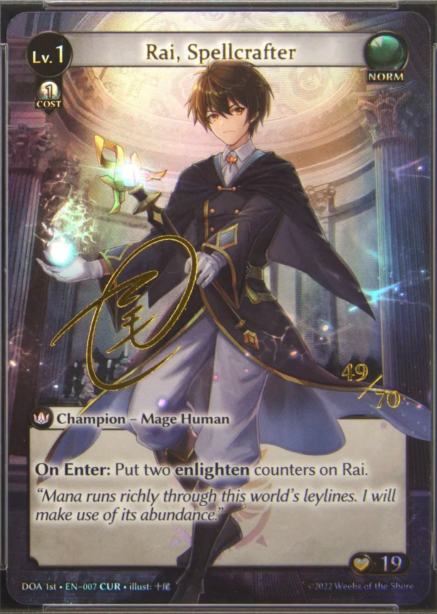 Lv. 1
Rai, Spellcrafter
NORM
1
COST
尾
49/70
Champion – Mage Human
On Enter: Put two enlighten counters on Rai.
“Mana runs richly through this world’s leylines. I will
make use of its abundance.”
19
DOA 1st • EN-007 CUR • illust: 十尾
©2022 Weebs of the Shore